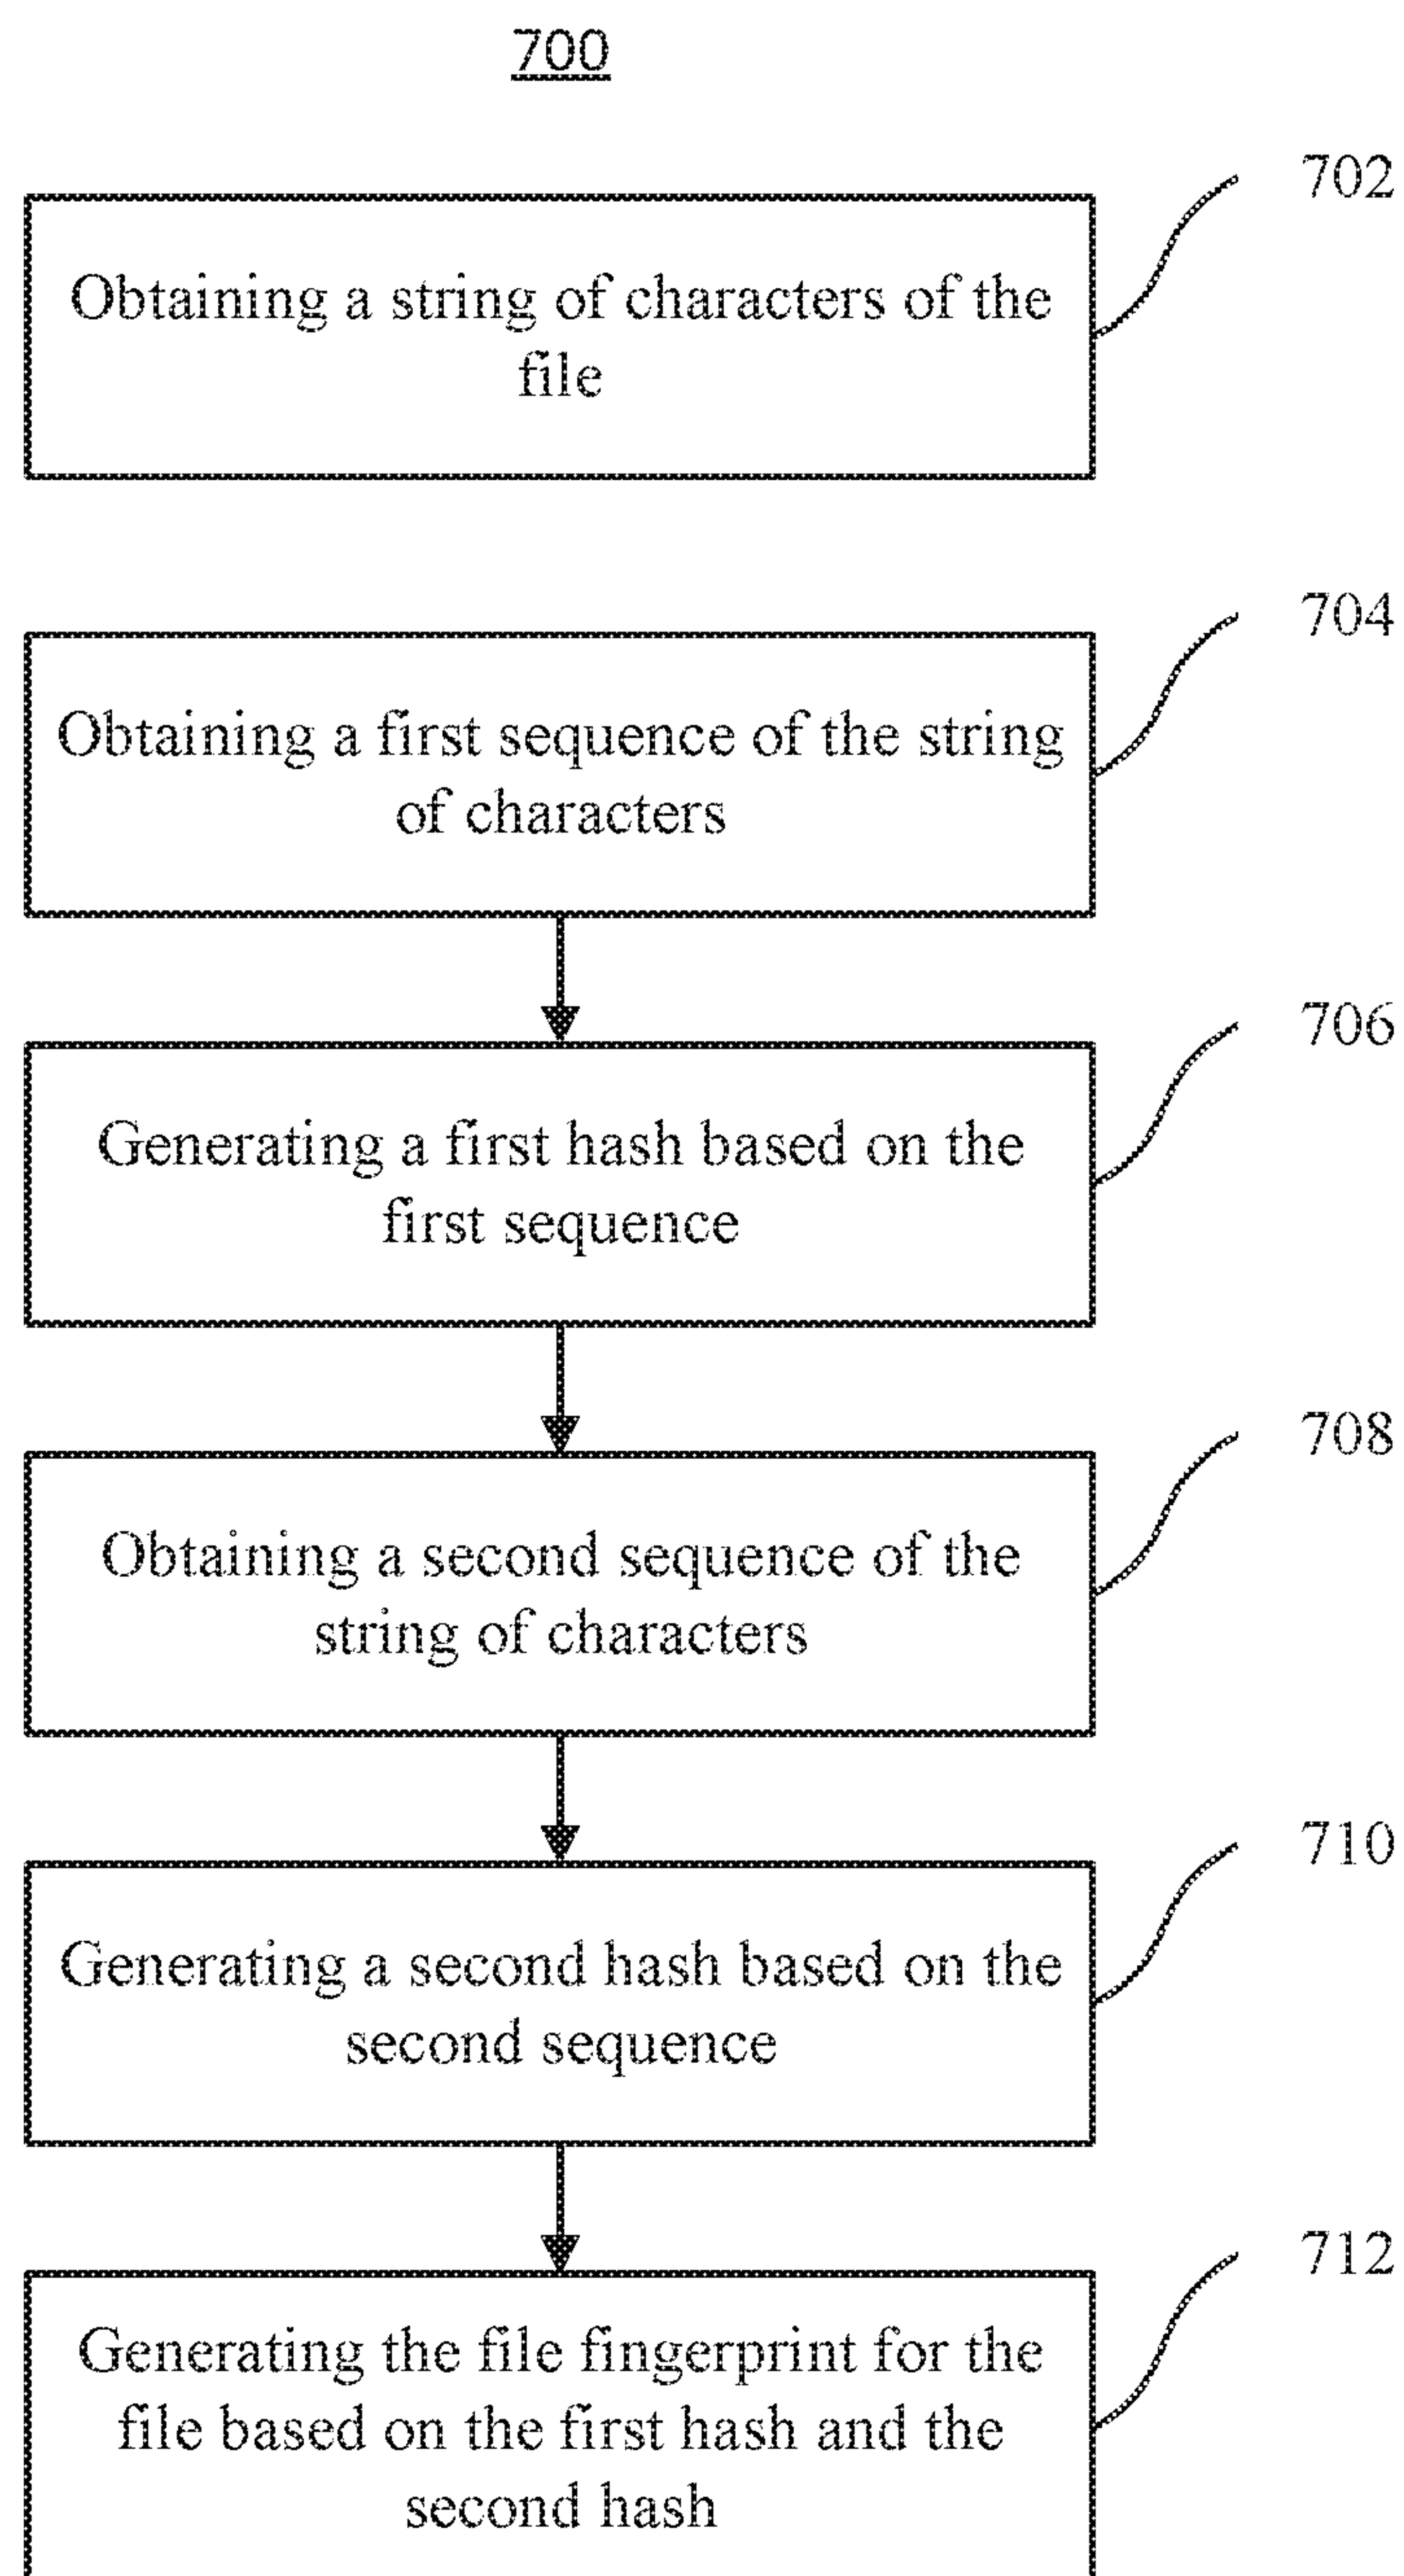 700
702
Obtaining a string of characters of the
file
704
Obtaining a first sequence of the string
of characters
706
Generating a first hash based on the
first sequence
708
Obtaining a second sequence of the
string of characters
710
Generating a second hash based on the
second sequence
712
Generating the file fingerprint for the
file based on the first hash and the
second hash